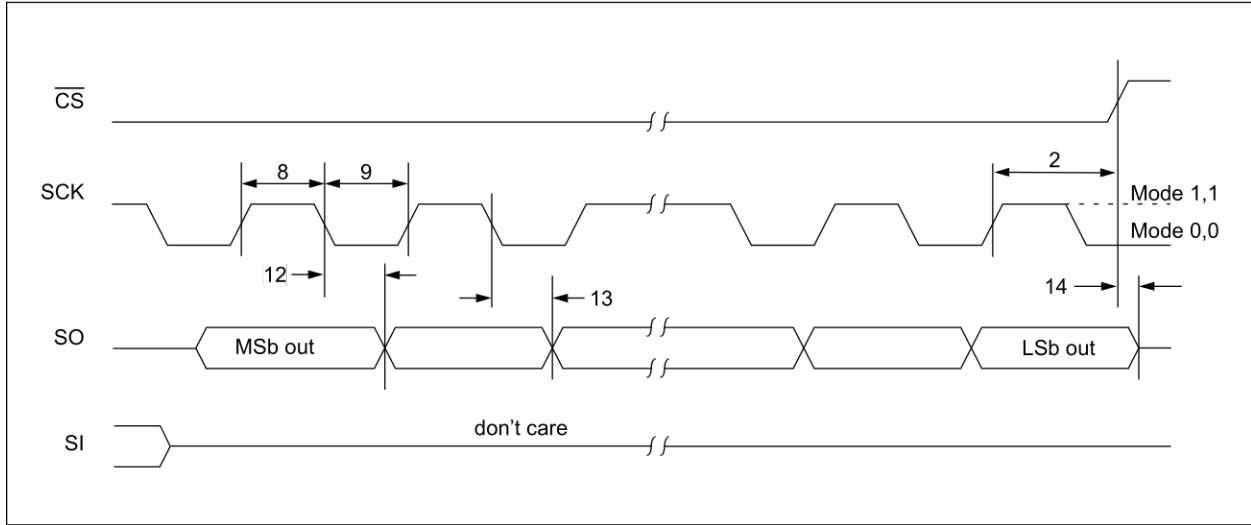 CS
SCK
8
9
2
Mode 1,1
Mode 0,0
12
13
14
SO
MSb out
LSb out
SI
don't care